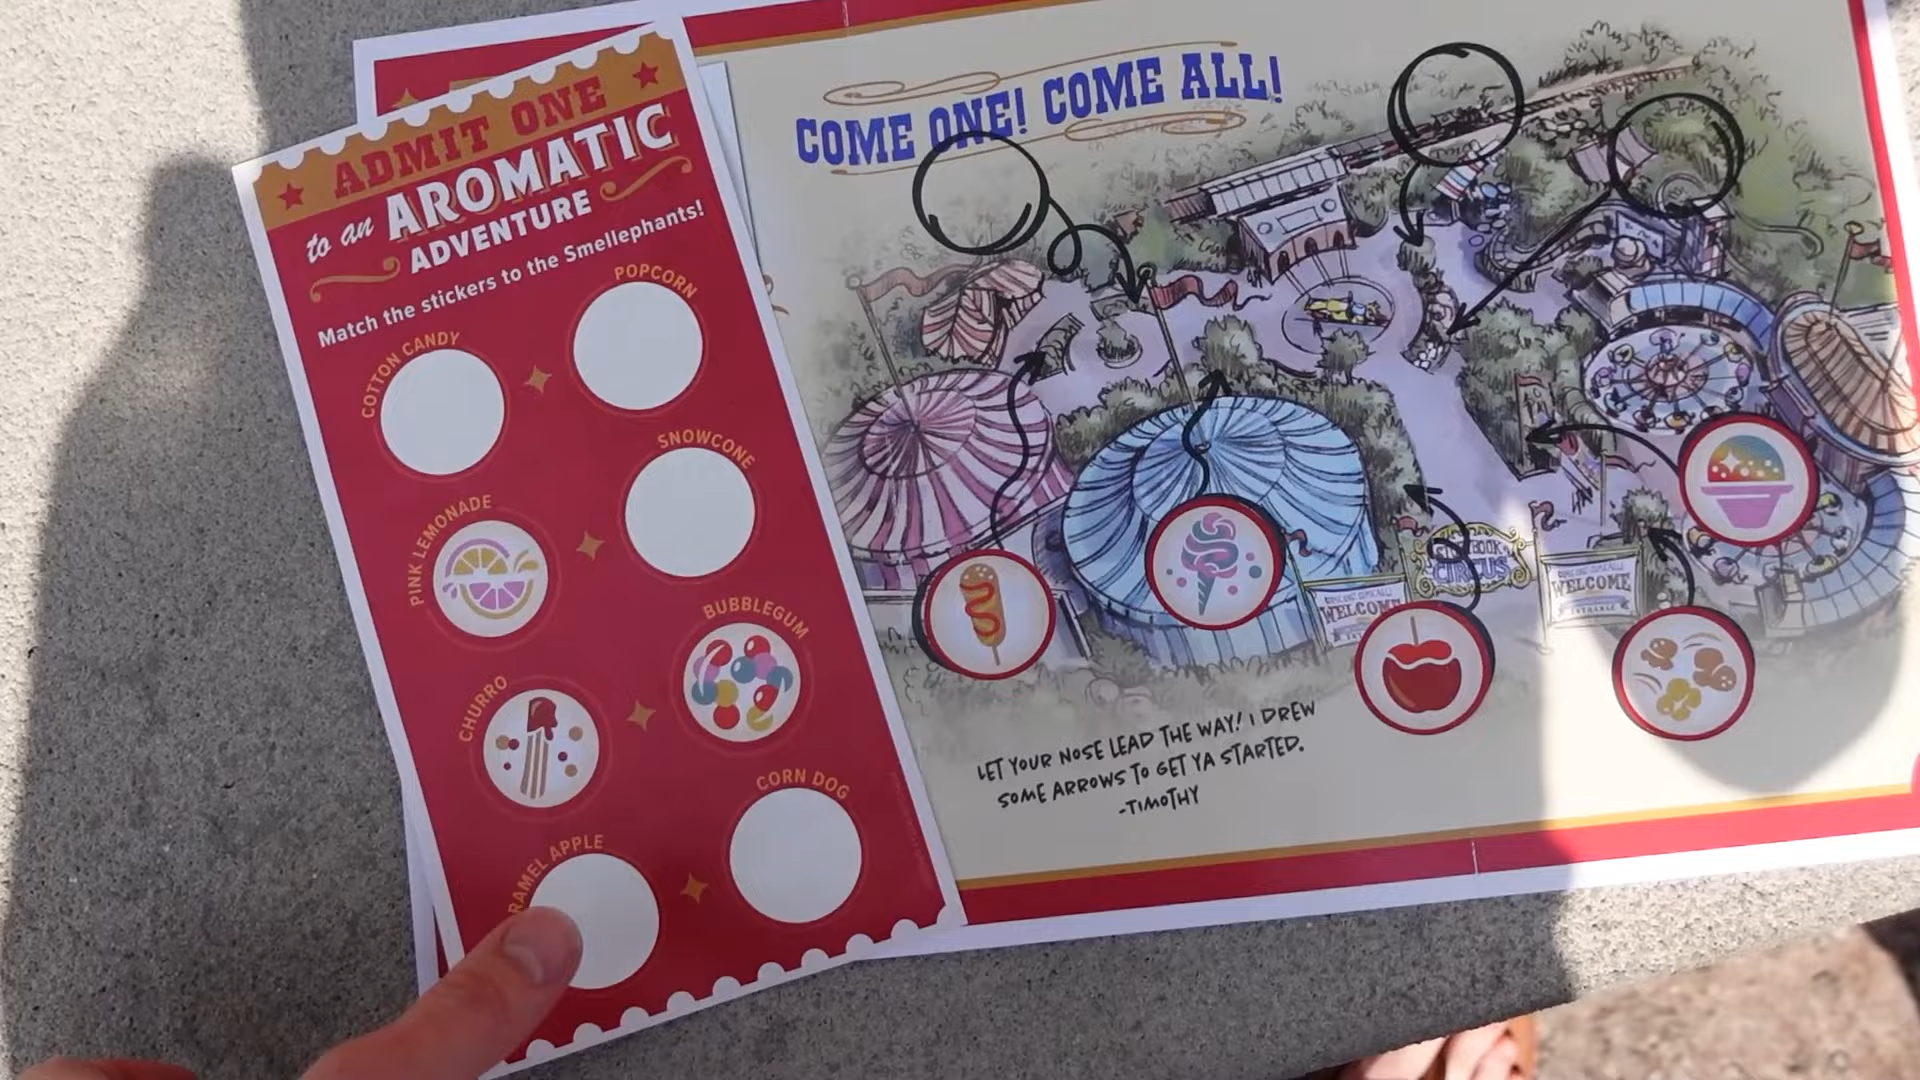 ADMIT ONE
to an AROMATIC
ADVENTURE
Match the stickers to the Smellephants!
COTTON CANDY
POPCORN
PINK LEMONADE
SNOWCONE
CHURRO
BUBBLEGUM
RAMEL APPLE
CORN DOG
COME ONE! COME ALL!
BOOK
CIRCUS
WELCOME
WELCOME
ENTRANCE
LET YOUR NOSE LEAD THE WAY! I DREW
SOME ARROWS TO GET YA STARTED.
-TIMOTHY